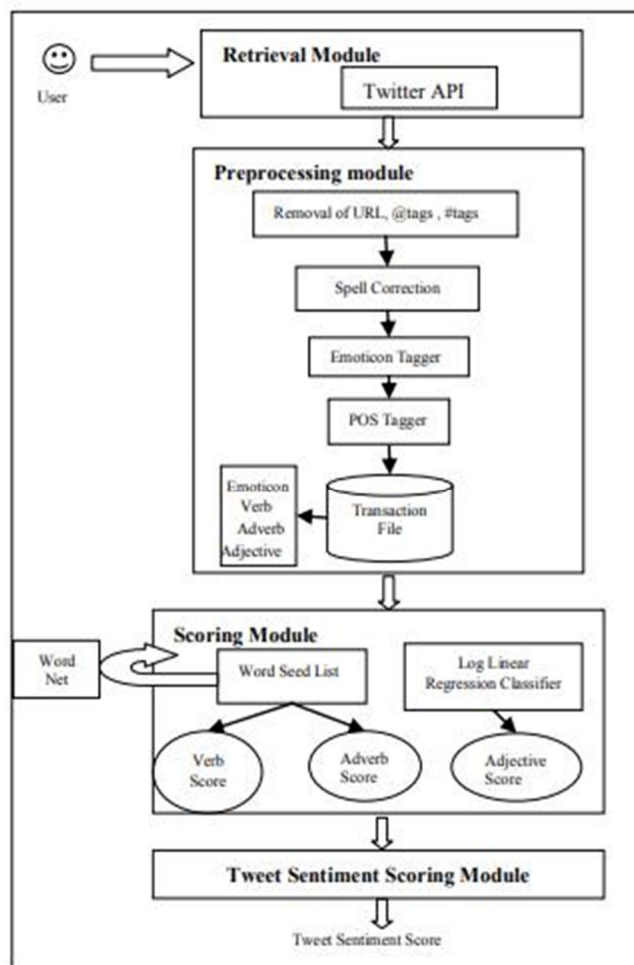 Retrieval Module
User
Twitter API
Preprocessing module
Removal of URL, @tags , #tags
Spell Correction
Emoticon Tagger
POS Tagger
Emoticon
Verb
Adverb
Adjective
Transaction
File
Scoring Module
Word
Net
Word Seed List
Log Linear
Regression Classifier
Verb
Score
Adverb
Score
Adjective
Score
Tweet Sentiment Scoring Module
Tweet Sentiment Score